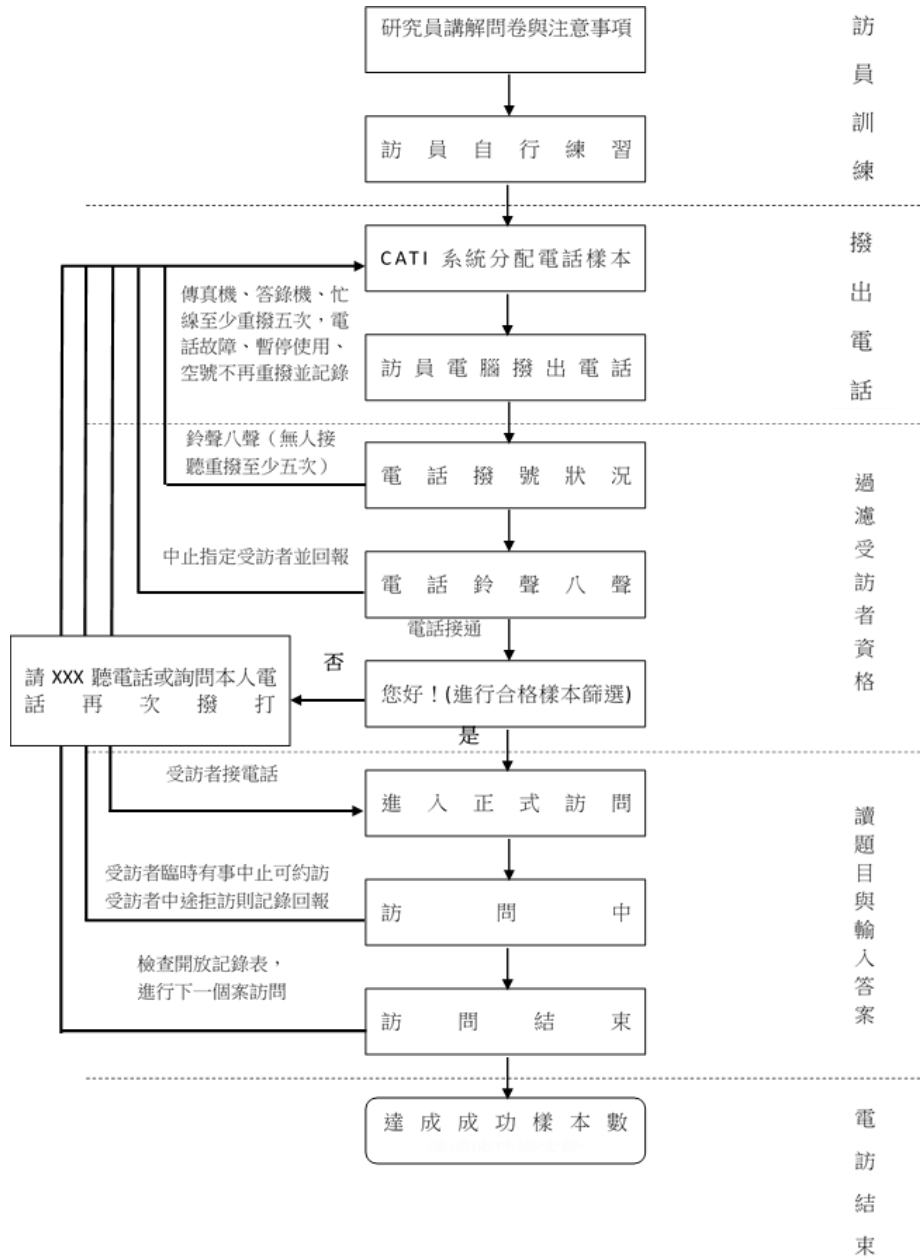 研究員講解問卷與注意事項
訪員自行練習
訪員訓練
CATI 系統分配電話樣本
傳真機、答錄機、忙
線至少重撥五次，電
話故障、暫停使用、
空號不再重撥並記錄
訪員電腦撥出電話
撥出電話
鈴聲八聲（無人接
聽重撥至少五次）
電話撥號狀況
中止指定受訪者並回報
電話鈴聲八聲
電話接通
否
請 XXX 聽電話或詢問本人電
話再次撥打
您好！(進行合格樣本篩選)
是
過濾受訪者資格
受訪者接電話
進入正式訪問
受訪者臨時有事中止可約訪
受訪者中途拒訪則記錄回報
訪問中
檢查開放記錄表，
進行下一個案訪問
訪問結束
讀題目與輸入答案
達成成功樣本數
電訪結束